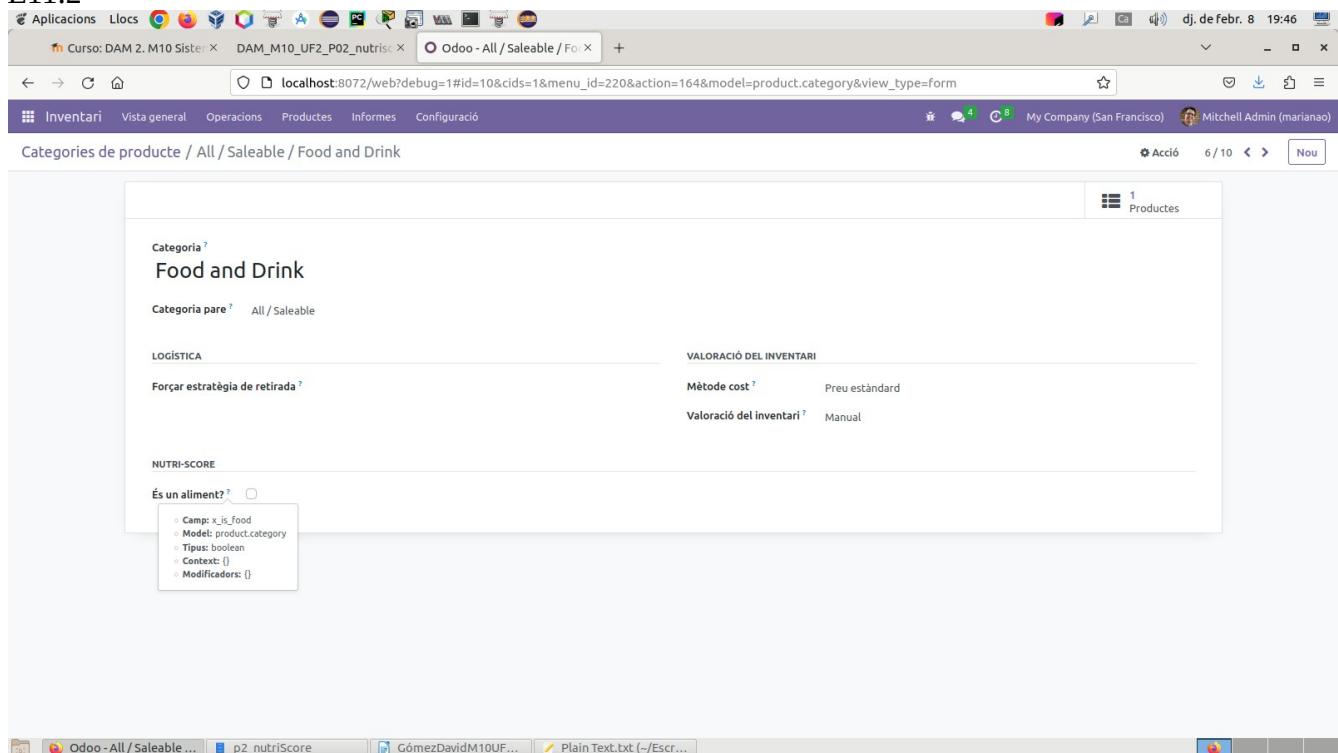 E11.2
Aplicacions Llocs Ca dj. de febr. 8 19:46
Curso: DAM 2. M10 Sister × DAM_M10_UF2_P02_nutrisc × Odoo - All / Saleable / Foo × +
localhost:8072/web?debug=1#id=10&cids=1&menu_id=220&action=164&model=product.category&view_type=form
Inventari Vista general Operacions Productes Informes Configuració 4 8 My Company (San Francisco) Mitchell Admin (marianao)
Categories de producte / All / Saleable / Food and Drink Acció 6 / 10 Nou
1
Productes
Categoria ?
Food and Drink
Categoria pare ? All / Saleable
LOGÍSTICA VALORACIÓ DEL INVENTARI
Forçar estratègia de retirada ? Mètode cost ? Preu estàndard
Valoració del inventari ? Manual
NUTRI-SCORE
És un aliment? ?
Camp: x_is_food
Model: product.category
Tipus: boolean
Context: {}
Modificadors: {}
Odoo - All / Saleable ... p2_nutriScore GómezDavidM10UF... Plain Text.txt (~/Escr...